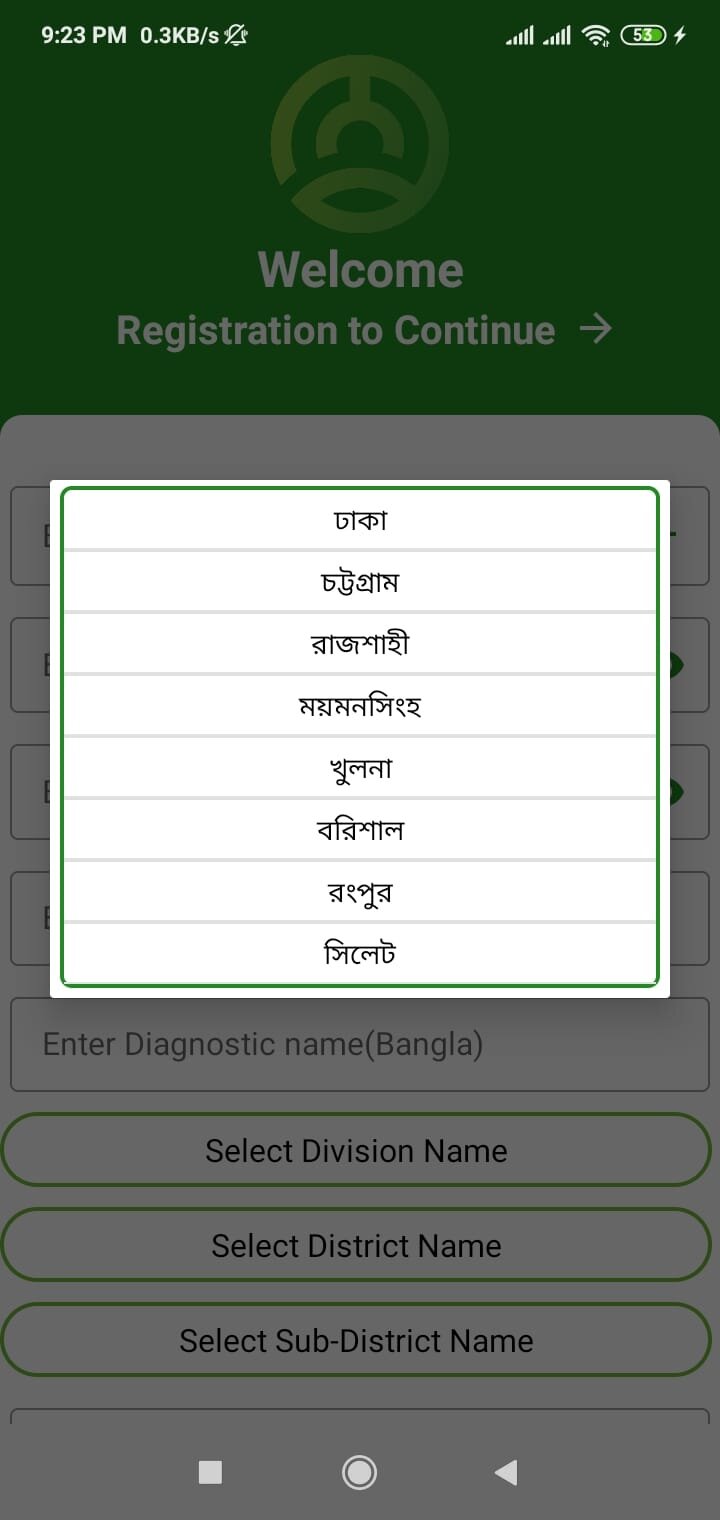 9:23 PM 0.3KB/s
53
Welcome
Registration to Continue
ঢাকা
চট্টগ্রাম
রাজশাহী
ময়মনসিংহ
খুলনা
বরিশাল
রংপুর
সিলেট
Enter Diagnostic name(Bangla)
Select Division Name
Select District Name
Select Sub-District Name